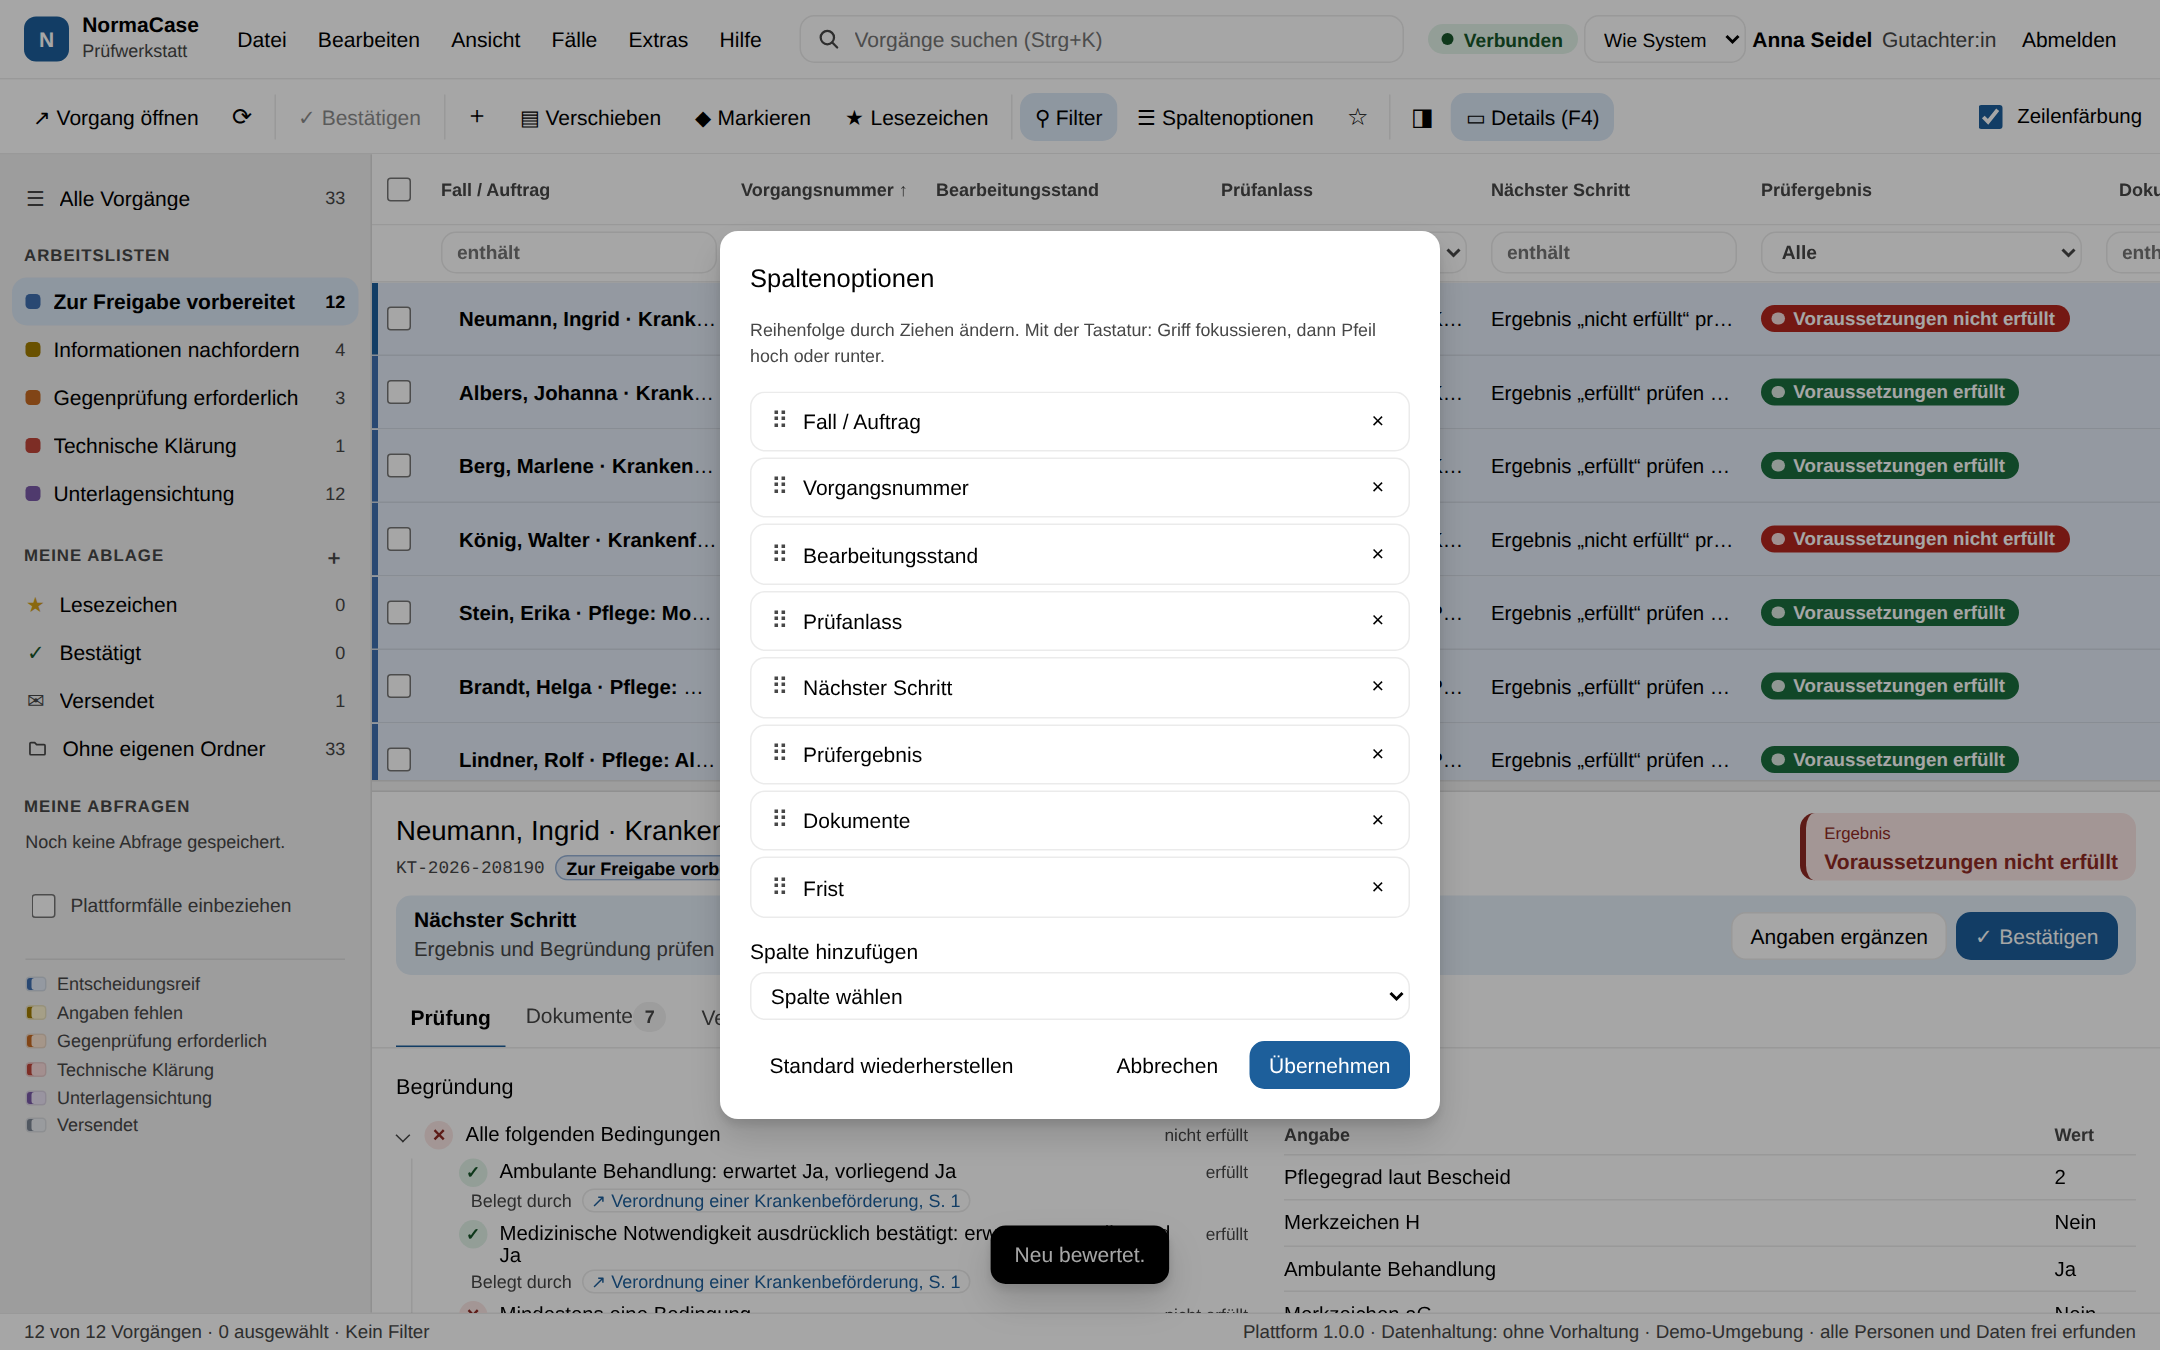 N
NormaCase
Prüfwerkstatt
Datei Bearbeiten Ansicht Fälle Extras Hilfe
Vorgänge suchen (Strg+K)
Verbunden
Wie System
Anna Seidel Gutachter:in Abmelden
↗ Vorgang öffnen ⟳ ✓ Bestätigen + ▤ Verschieben ◆ Markieren ★ Lesezeichen ⚲ Filter ☰ Spaltenoptionen ☆ ◨ ▭ Details (F4) Zeilenfärbung
☰ Alle Vorgänge 33
ARBEITSLISTEN
Zur Freigabe vorbereitet 12
Informationen nachfordern 4
Gegenprüfung erforderlich 3
Technische Klärung 1
Unterlagensichtung 12
MEINE ABLAGE +
★ Lesezeichen 0
✓ Bestätigt 0
✉ Versendet 1
Ohne eigenen Ordner 33
MEINE ABFRAGEN
Noch keine Abfrage gespeichert.
Plattformfälle einbeziehen
Entscheidungsreif
Angaben fehlen
Gegenprüfung erforderlich
Technische Klärung
Unterlagensichtung
Versendet
Fall / Auftrag Vorgangsnummer ↑ Bearbeitungsstand Prüfanlass Nächster Schritt Prüfergebnis
enthält enthält Alle
Neumann, Ingrid · Krank… Ergebnis „nicht erfüllt“ pr… Voraussetzungen nicht erfüllt
Albers, Johanna · Krank… Ergebnis „erfüllt“ prüfen … Voraussetzungen erfüllt
Berg, Marlene · Kranken… Ergebnis „erfüllt“ prüfen … Voraussetzungen erfüllt
König, Walter · Krankenf… Ergebnis „nicht erfüllt“ pr… Voraussetzungen nicht erfüllt
Stein, Erika · Pflege: Mo… Ergebnis „erfüllt“ prüfen … Voraussetzungen erfüllt
Brandt, Helga · Pflege: … Ergebnis „erfüllt“ prüfen … Voraussetzungen erfüllt
Lindner, Rolf · Pflege: Al… Ergebnis „erfüllt“ prüfen … Voraussetzungen erfüllt
Spaltenoptionen
Reihenfolge durch Ziehen ändern. Mit der Tastatur: Griff fokussieren, dann Pfeil
hoch oder runter.
Fall / Auftrag ×
Vorgangsnummer ×
Bearbeitungsstand ×
Prüfanlass ×
Nächster Schritt ×
Prüfergebnis ×
Dokumente ×
Frist ×
Spalte hinzufügen
Spalte wählen
Standard wiederherstellen Abbrechen Übernehmen
Neumann, Ingrid ·
KT-2026-208190 Zur Freigabe
Ergebnis
Voraussetzungen nicht erfüllt
Nächster Schritt
Ergebnis und Begründung prüfen
Angaben ergänzen ✓ Bestätigen
Prüfung Dokumente 7
Begründung
✕ Alle folgenden Bedingungen nicht erfüllt
✓ Ambulante Behandlung: erwartet Ja, vorliegend Ja erfüllt
Belegt durch ↗ Verordnung einer Krankenbeförderung, S. 1
✓ Medizinische Notwendigkeit ausdrücklich bestätigt: erfüllt
Ja
Belegt durch ↗ Verordnung einer Krankenbeförderung, S. 1
Mindestens eine Bedingung nicht erfüllt
Angabe Wert
Pflegegrad laut Bescheid 2
Merkzeichen H Nein
Ambulante Behandlung Ja
Merkzeichen aG Nein
Neu bewertet.
12 von 12 Vorgängen · 0 ausgewählt · Kein Filter
Plattform 1.0.0 · Datenhaltung: ohne Vorhaltung · Demo-Umgebung · alle Personen und Daten frei erfunden